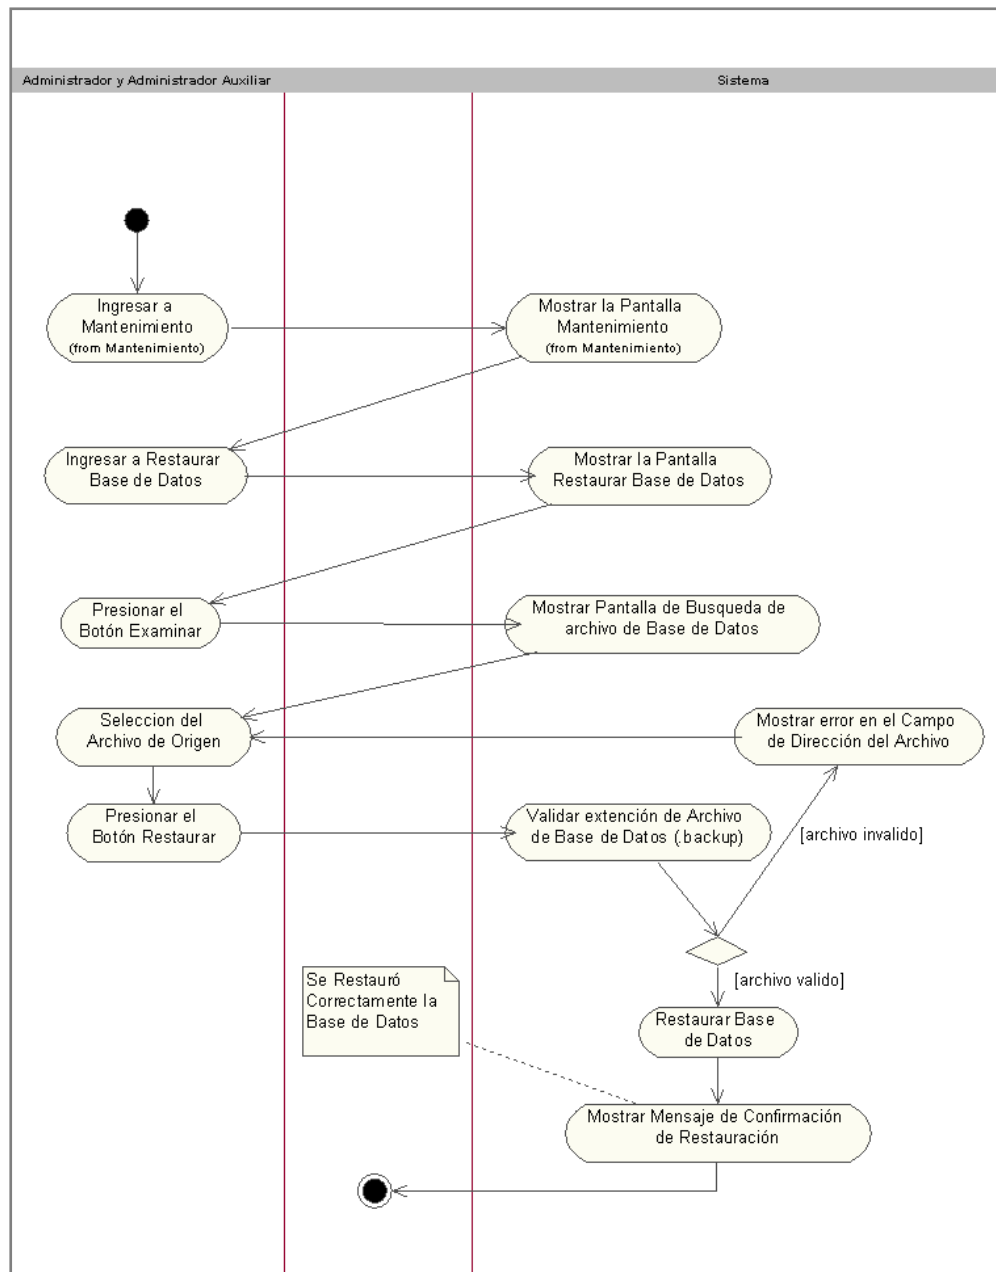 Administrador y Administrador Auxiliar
Sistema
Ingresar a
Mantenimiento
(from Mantenimiento)
Mostrar la Pantalla
Mantenimiento
(from Mantenimiento)
Ingresar a Restaurar
Base de Datos
Mostrar la Pantalla
Restaurar Base de Datos
Presionar el
Botón Examinar
Mostrar Pantalla de Busqueda de
archivo de Base de Datos
Seleccion del
Archivo de Origen
Mostrar error en el Campo
de Dirección del Archivo
Presionar el
Botón Restaurar
Validar extención de Archivo
de Base de Datos (.backup)
[archivo invalido]
[archivo valido]
Se Restauró
Correctamente la
Base de Datos
Restaurar Base
de Datos
Mostrar Mensaje de Confirmación
de Restauración